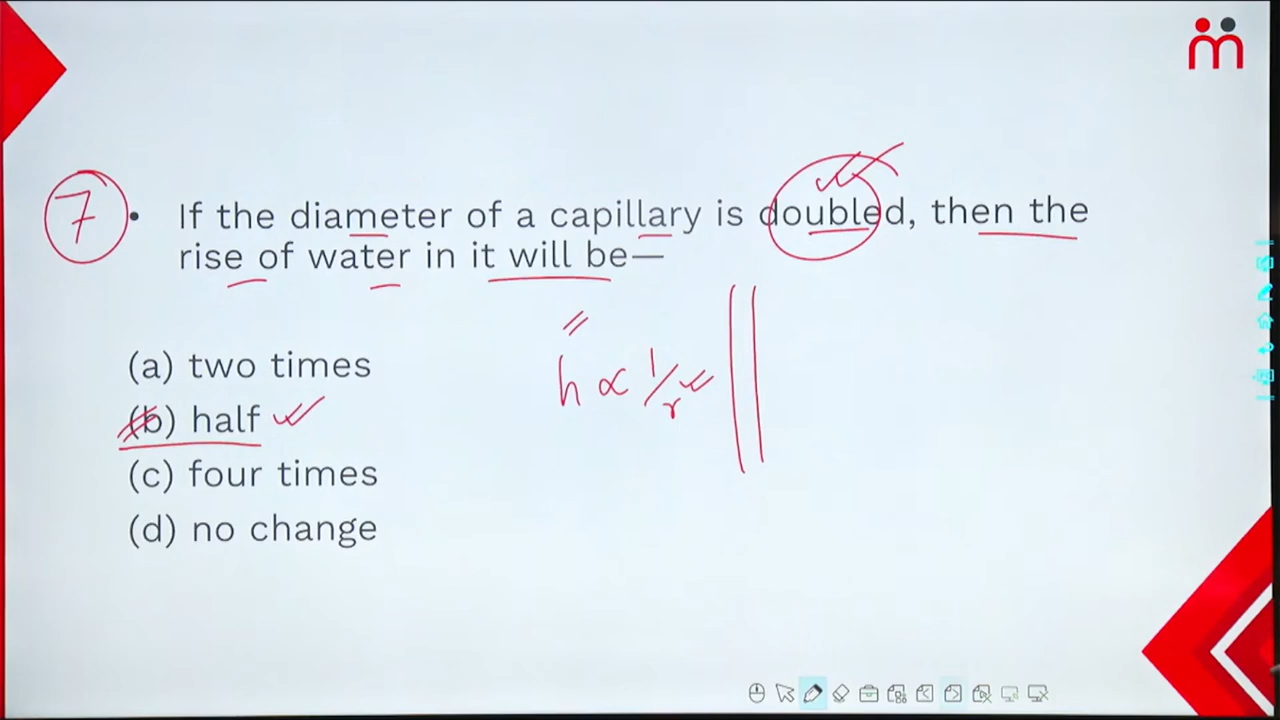 7 • If the diameter of a capillary is doubled, then the
rise of water in it will be—
(a) two times
(b) half
(c) four times
(d) no change
h ∝ 1/r